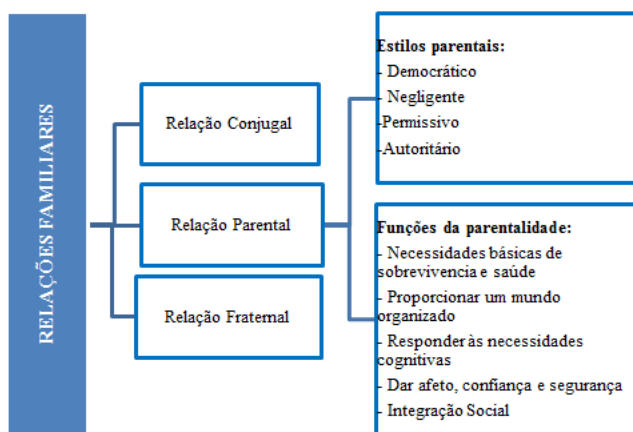 RELAÇÕES FAMILIARES
Relação Conjugal
Relação Parental
Relação Fraternal
Estilos parentais:
- Democrático
- Negligente
-Permissivo
-Autoritário
Funções da parentalidade:
- Necessidades básicas de
sobrevivencia e saúde
- Proporcionar um mundo
organizado
- Responder às necessidades
cognitivas
- Dar afeto, confiança e segurança
- Integração Social